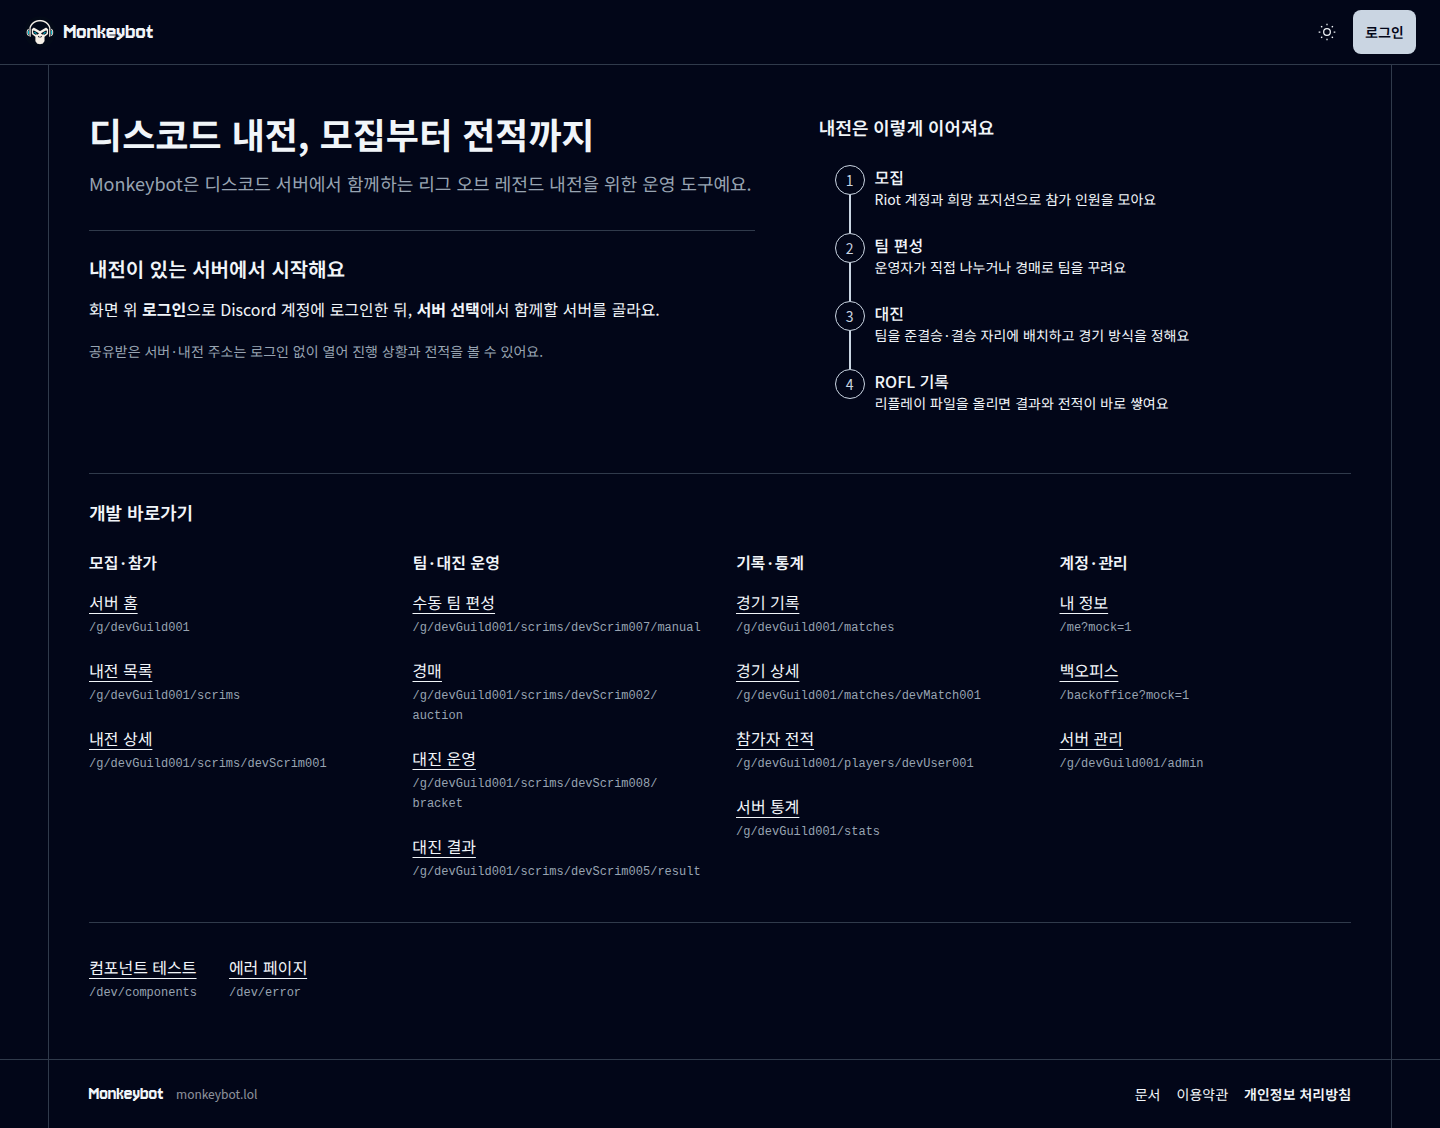 Monkeybot
로그인
디스코드 내전, 모집부터 전적까지
Monkeybot은 디스코드 서버에서 함께하는 리그 오브 레전드 내전을 위한 운영 도구예요.
내전이 있는 서버에서 시작해요
화면 위 로그인으로 Discord 계정에 로그인한 뒤, 서버 선택에서 함께할 서버를 골라요.
공유받은 서버·내전 주소는 로그인 없이 열어 진행 상황과 전적을 볼 수 있어요.
내전은 이렇게 이어져요
1
모집
Riot 계정과 희망 포지션으로 참가 인원을 모아요
2
팀 편성
운영자가 직접 나누거나 경매로 팀을 꾸려요
3
대진
팀을 준결승·결승 자리에 배치하고 경기 방식을 정해요
4
ROFL 기록
리플레이 파일을 올리면 결과와 전적이 바로 쌓여요
개발 바로가기
모집·참가
서버 홈
/g/devGuild001
내전 목록
/g/devGuild001/scrims
내전 상세
/g/devGuild001/scrims/devScrim001
팀·대진 운영
수동 팀 편성
/g/devGuild001/scrims/devScrim007/manual
경매
/g/devGuild001/scrims/devScrim002/
auction
대진 운영
/g/devGuild001/scrims/devScrim008/
bracket
대진 결과
/g/devGuild001/scrims/devScrim005/result
기록·통계
경기 기록
/g/devGuild001/matches
경기 상세
/g/devGuild001/matches/devMatch001
참가자 전적
/g/devGuild001/players/devUser001
서버 통계
/g/devGuild001/stats
계정·관리
내 정보
/me?mock=1
백오피스
/backoffice?mock=1
서버 관리
/g/devGuild001/admin
컴포넌트 테스트
/dev/components
에러 페이지
/dev/error
Monkeybot monkeybot.lol
문서 이용약관 개인정보 처리방침